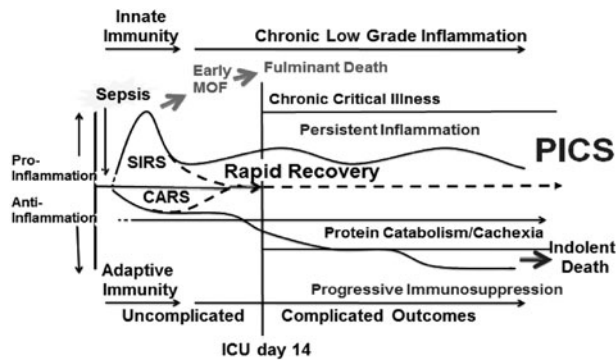 Innate
Immunity
Chronic Low Grade Inflammation
Early
MOF
Fulminant Death
Sepsis
Chronic Critical Illness
Persistent Inflammation
PICS
SIRS
Pro-
Inflammation
Rapid Recovery
CARS
Anti-
Inflammation
Protein Catabolism/Cachexia
Indolent
Death
Adaptive
Immunity
Progressive Immunosuppression
Uncomplicated
Complicated Outcomes
ICU day 14